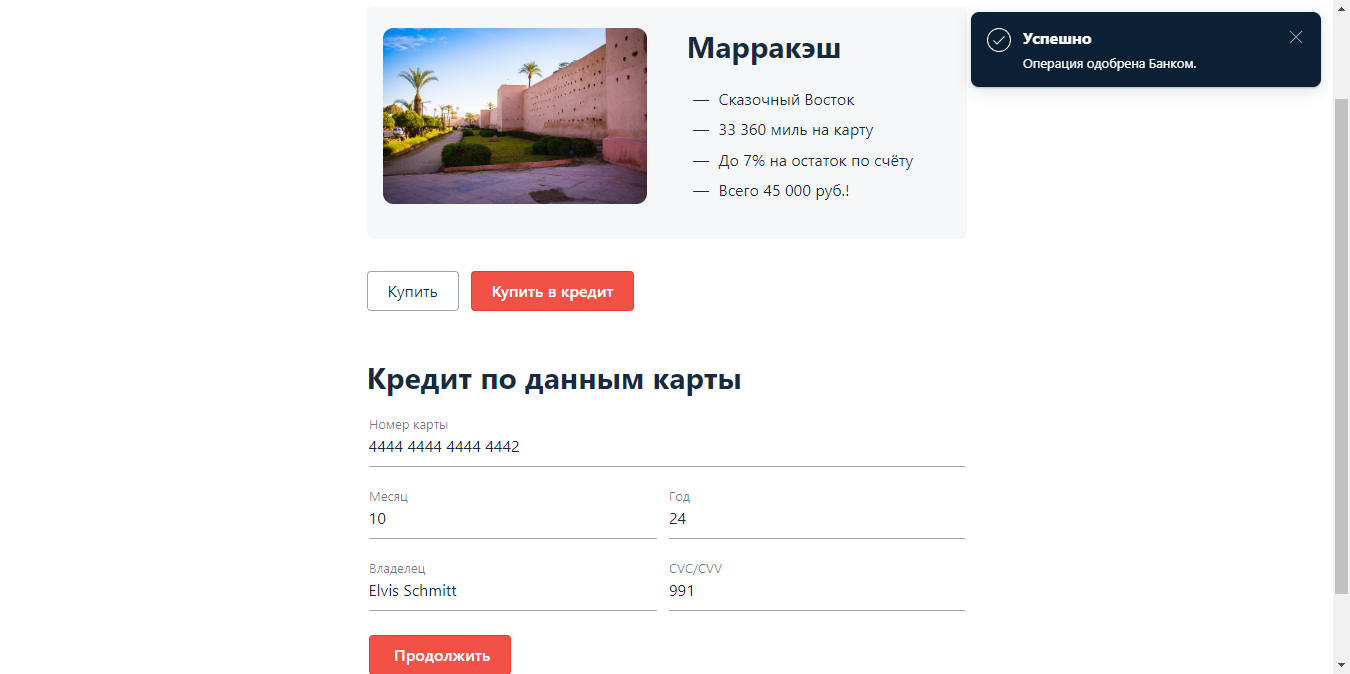 Марракэш
— Сказочный Восток
— 33 360 миль на карту
— До 7% на остаток по счёту
— Всего 45 000 руб.!
Успешно
Операция одобрена Банком.
Купить
Купить в кредит
Кредит по данным карты
Номер карты
4444 4444 4444 4442
Месяц
Год
10
24
Владелец
CVC/CVV
Elvis Schmitt
991
Продолжить